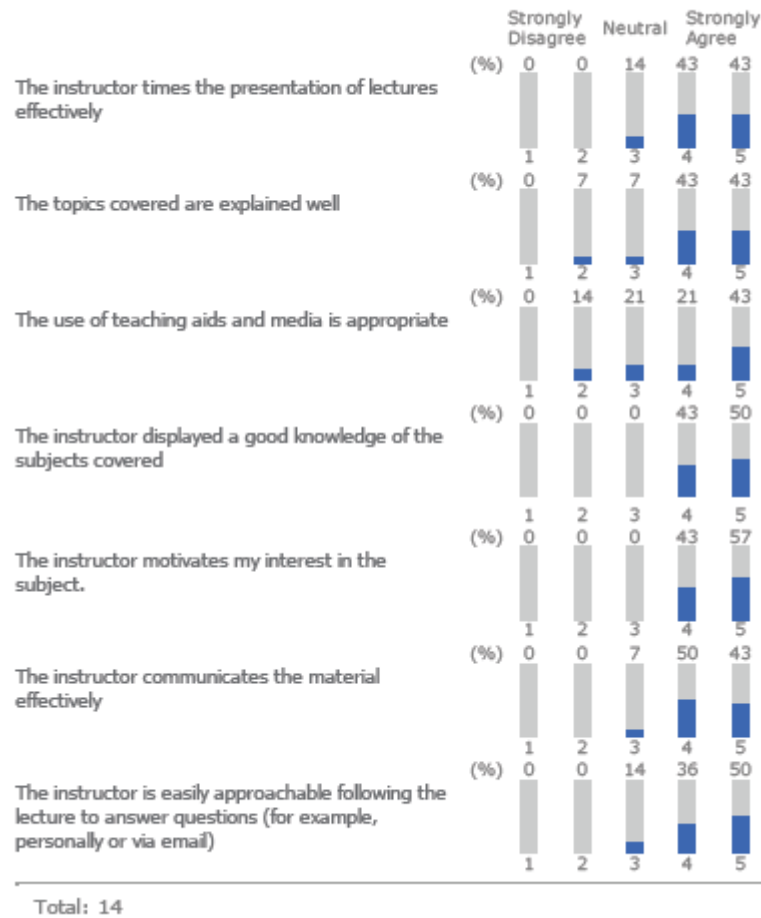 Strongly Disagree Neutral Strongly Agree
(%) 0 0 14 43 43
The instructor times the presentation of lectures
effectively
1 2 3 4 5
(%) 0 7 7 43 43
The topics covered are explained well
1 2 3 4 5
(%) 0 14 21 21 43
The use of teaching aids and media is appropriate
1 2 3 4 5
(%) 0 0 0 43 50
The instructor displayed a good knowledge of the
subjects covered
1 2 3 4 5
(%) 0 0 0 43 57
The instructor motivates my interest in the
subject.
1 2 3 4 5
(%) 0 0 7 50 43
The instructor communicates the material
effectively
1 2 3 4 5
(%) 0 0 14 36 50
The instructor is easily approachable following the
lecture to answer questions (for example,
personally or via email)
1 2 3 4 5
Total: 14